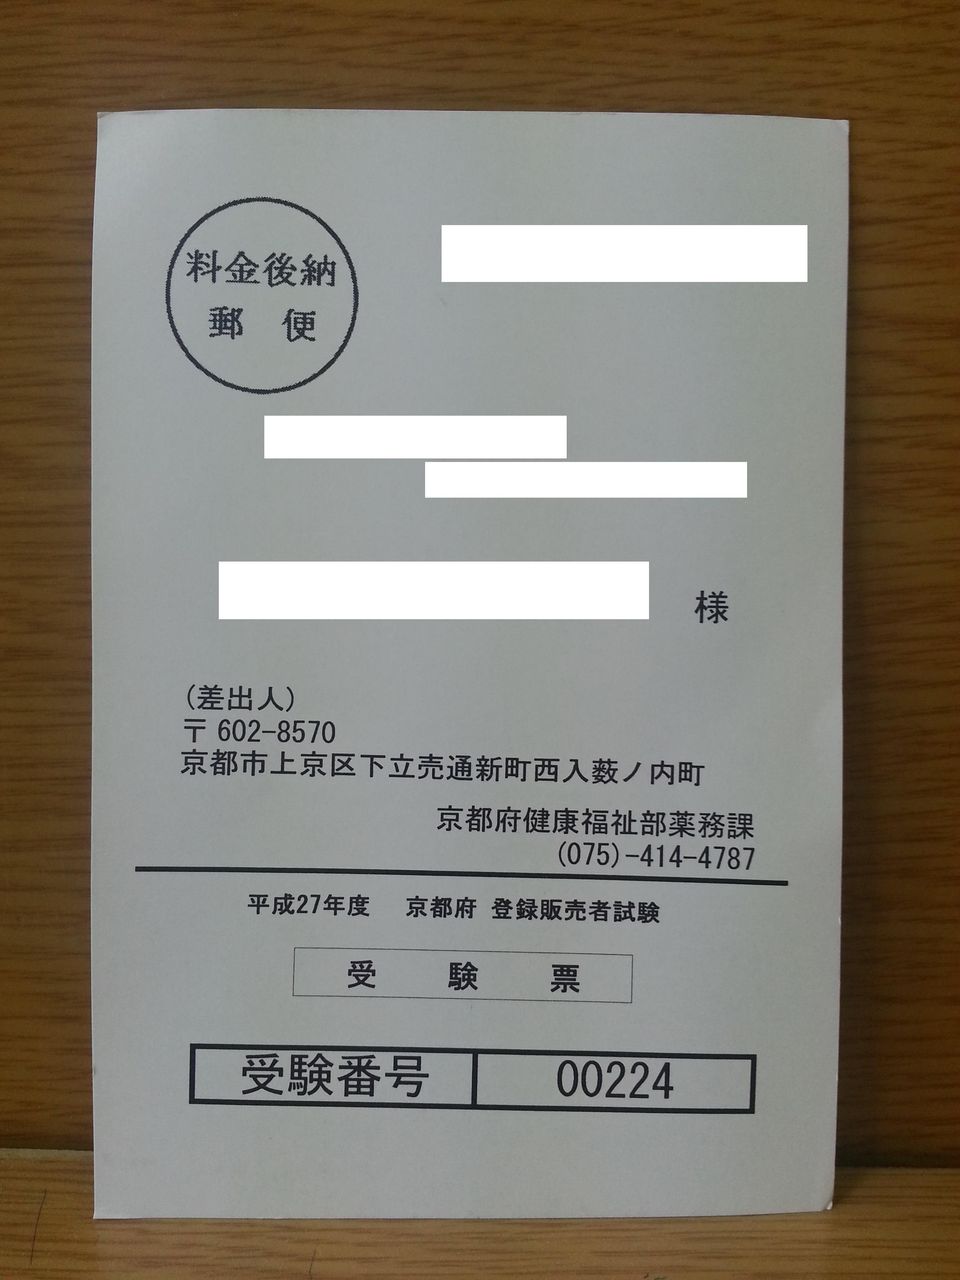 料金後納
郵　便
様
(差出人)
〒602-8570
京都市上京区下立売通新町西入薮ノ内町
京都府健康福祉部薬務課
(075)-414-4787
平成27年度　京都府 登録販売者試験
受　験　票
受験番号 00224